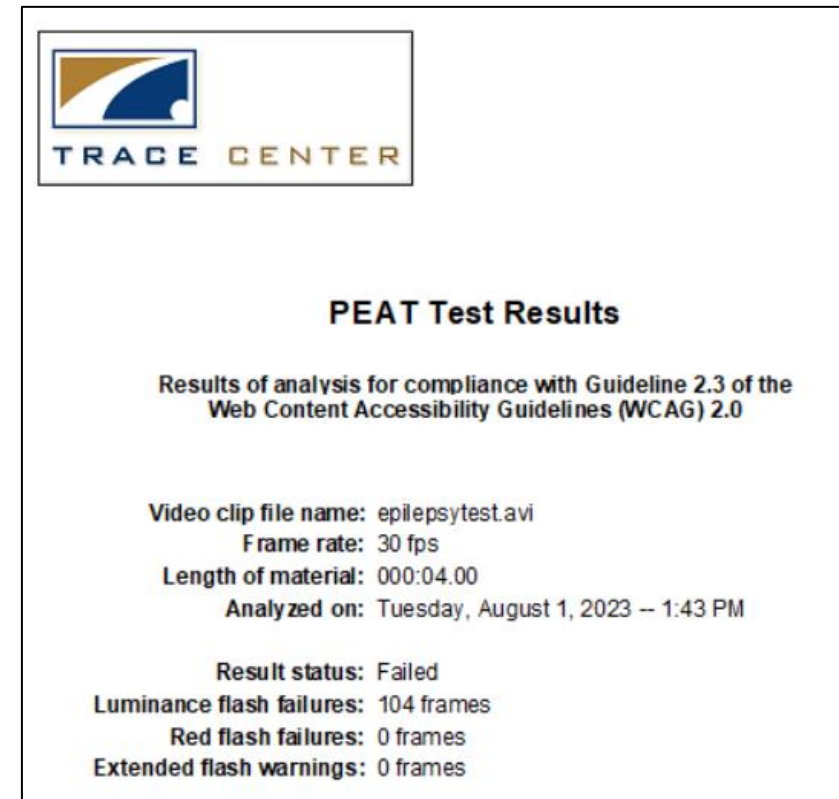 TRACE CENTER
PEAT Test Results
Results of analysis for compliance with Guideline 2.3 of the
Web Content Accessibility Guidelines (WCAG) 2.0
Video clip file name: epilepsytest.avi
Frame rate: 30 fps
Length of material: 000:04.00
Analyzed on: Tuesday, August 1, 2023 -- 1:43 PM
Result status: Failed
Luminance flash failures: 104 frames
Red flash failures: 0 frames
Extended flash warnings: 0 frames